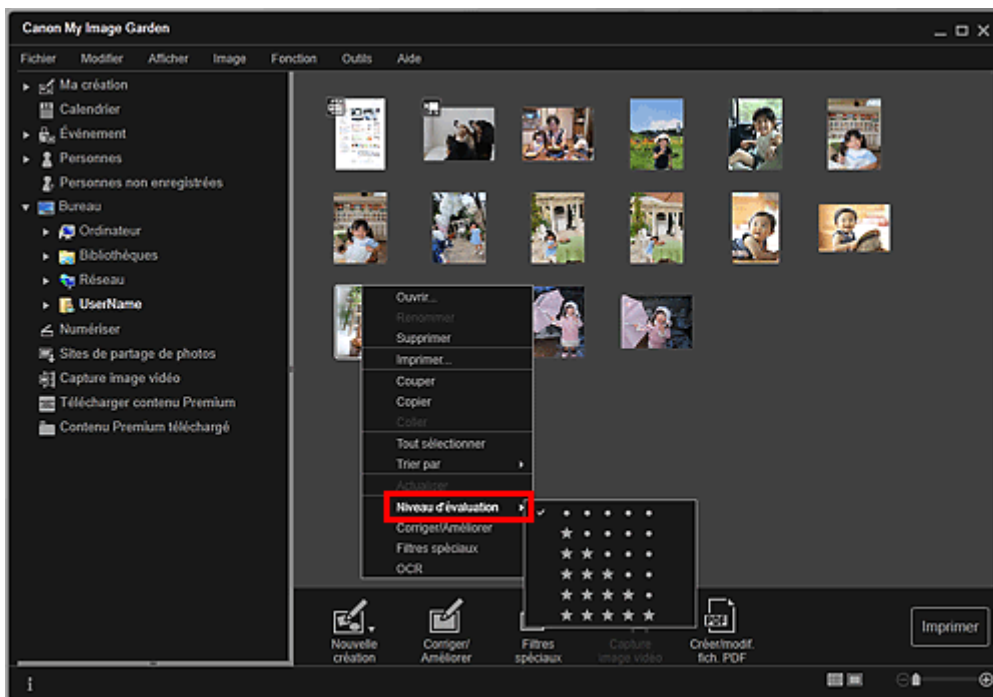 Canon My Image Garden
Fichier Modifier Afficher Image Fonction Outils Aide
Ma création
Calendrier
Événement
Personnes
Personnes non enregistrées
Bureau
Ordinateur
Bibliothèques
Réseau
UserName
Numériser
Sites de partage de photos
Capture image vidéo
Télécharger contenu Premium
Contenu Premium téléchargé
Ouvrir...
Renommer
Supprimer
Imprimer...
Couper
Copier
Coller
Tout sélectionner
Trier par
Actualiser
Niveau d'évaluation
Corriger/Améliorer
Filtres spéciaux
OCR
Nouvelle création
Corriger/ Améliorer
Filtres spéciaux
Capture image vidéo
PDF
Créer/modif. fich. PDF
Imprimer